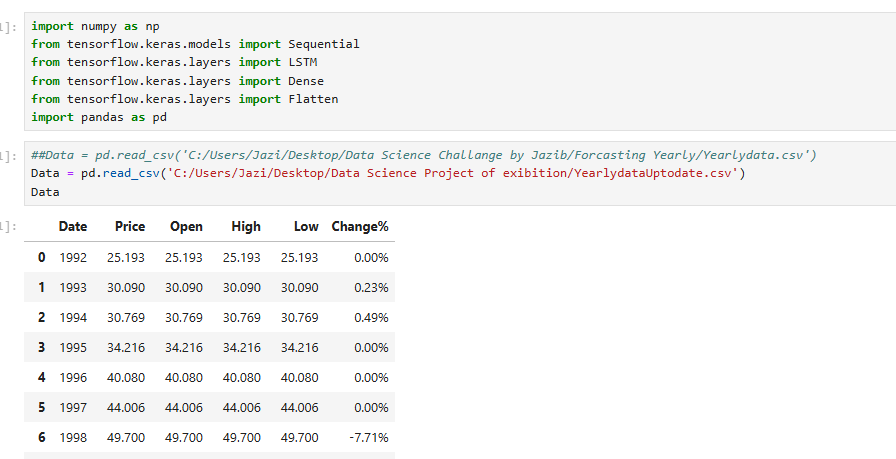 1]:
import numpy as np
from tensorflow.keras.models import Sequential
from tensorflow.keras.layers import LSTM
from tensorflow.keras.layers import Dense
from tensorflow.keras.layers import Flatten
import pandas as pd
1]:
##Data = pd.read_csv('C:/Users/Jazi/Desktop/Data Science Challange by Jazib/Forcasting Yearly/Yearlydata.csv')
Data = pd.read_csv('C:/Users/Jazi/Desktop/Data Science Project of exibition/YearlydataUptodate.csv')
Data
1]:
Date Price Open High Low Change%
0 1992 25.193 25.193 25.193 25.193 0.00%
1 1993 30.090 30.090 30.090 30.090 0.23%
2 1994 30.769 30.769 30.769 30.769 0.49%
3 1995 34.216 34.216 34.216 34.216 0.00%
4 1996 40.080 40.080 40.080 40.080 0.00%
5 1997 44.006 44.006 44.006 44.006 0.00%
6 1998 49.700 49.700 49.700 49.700 -7.71%